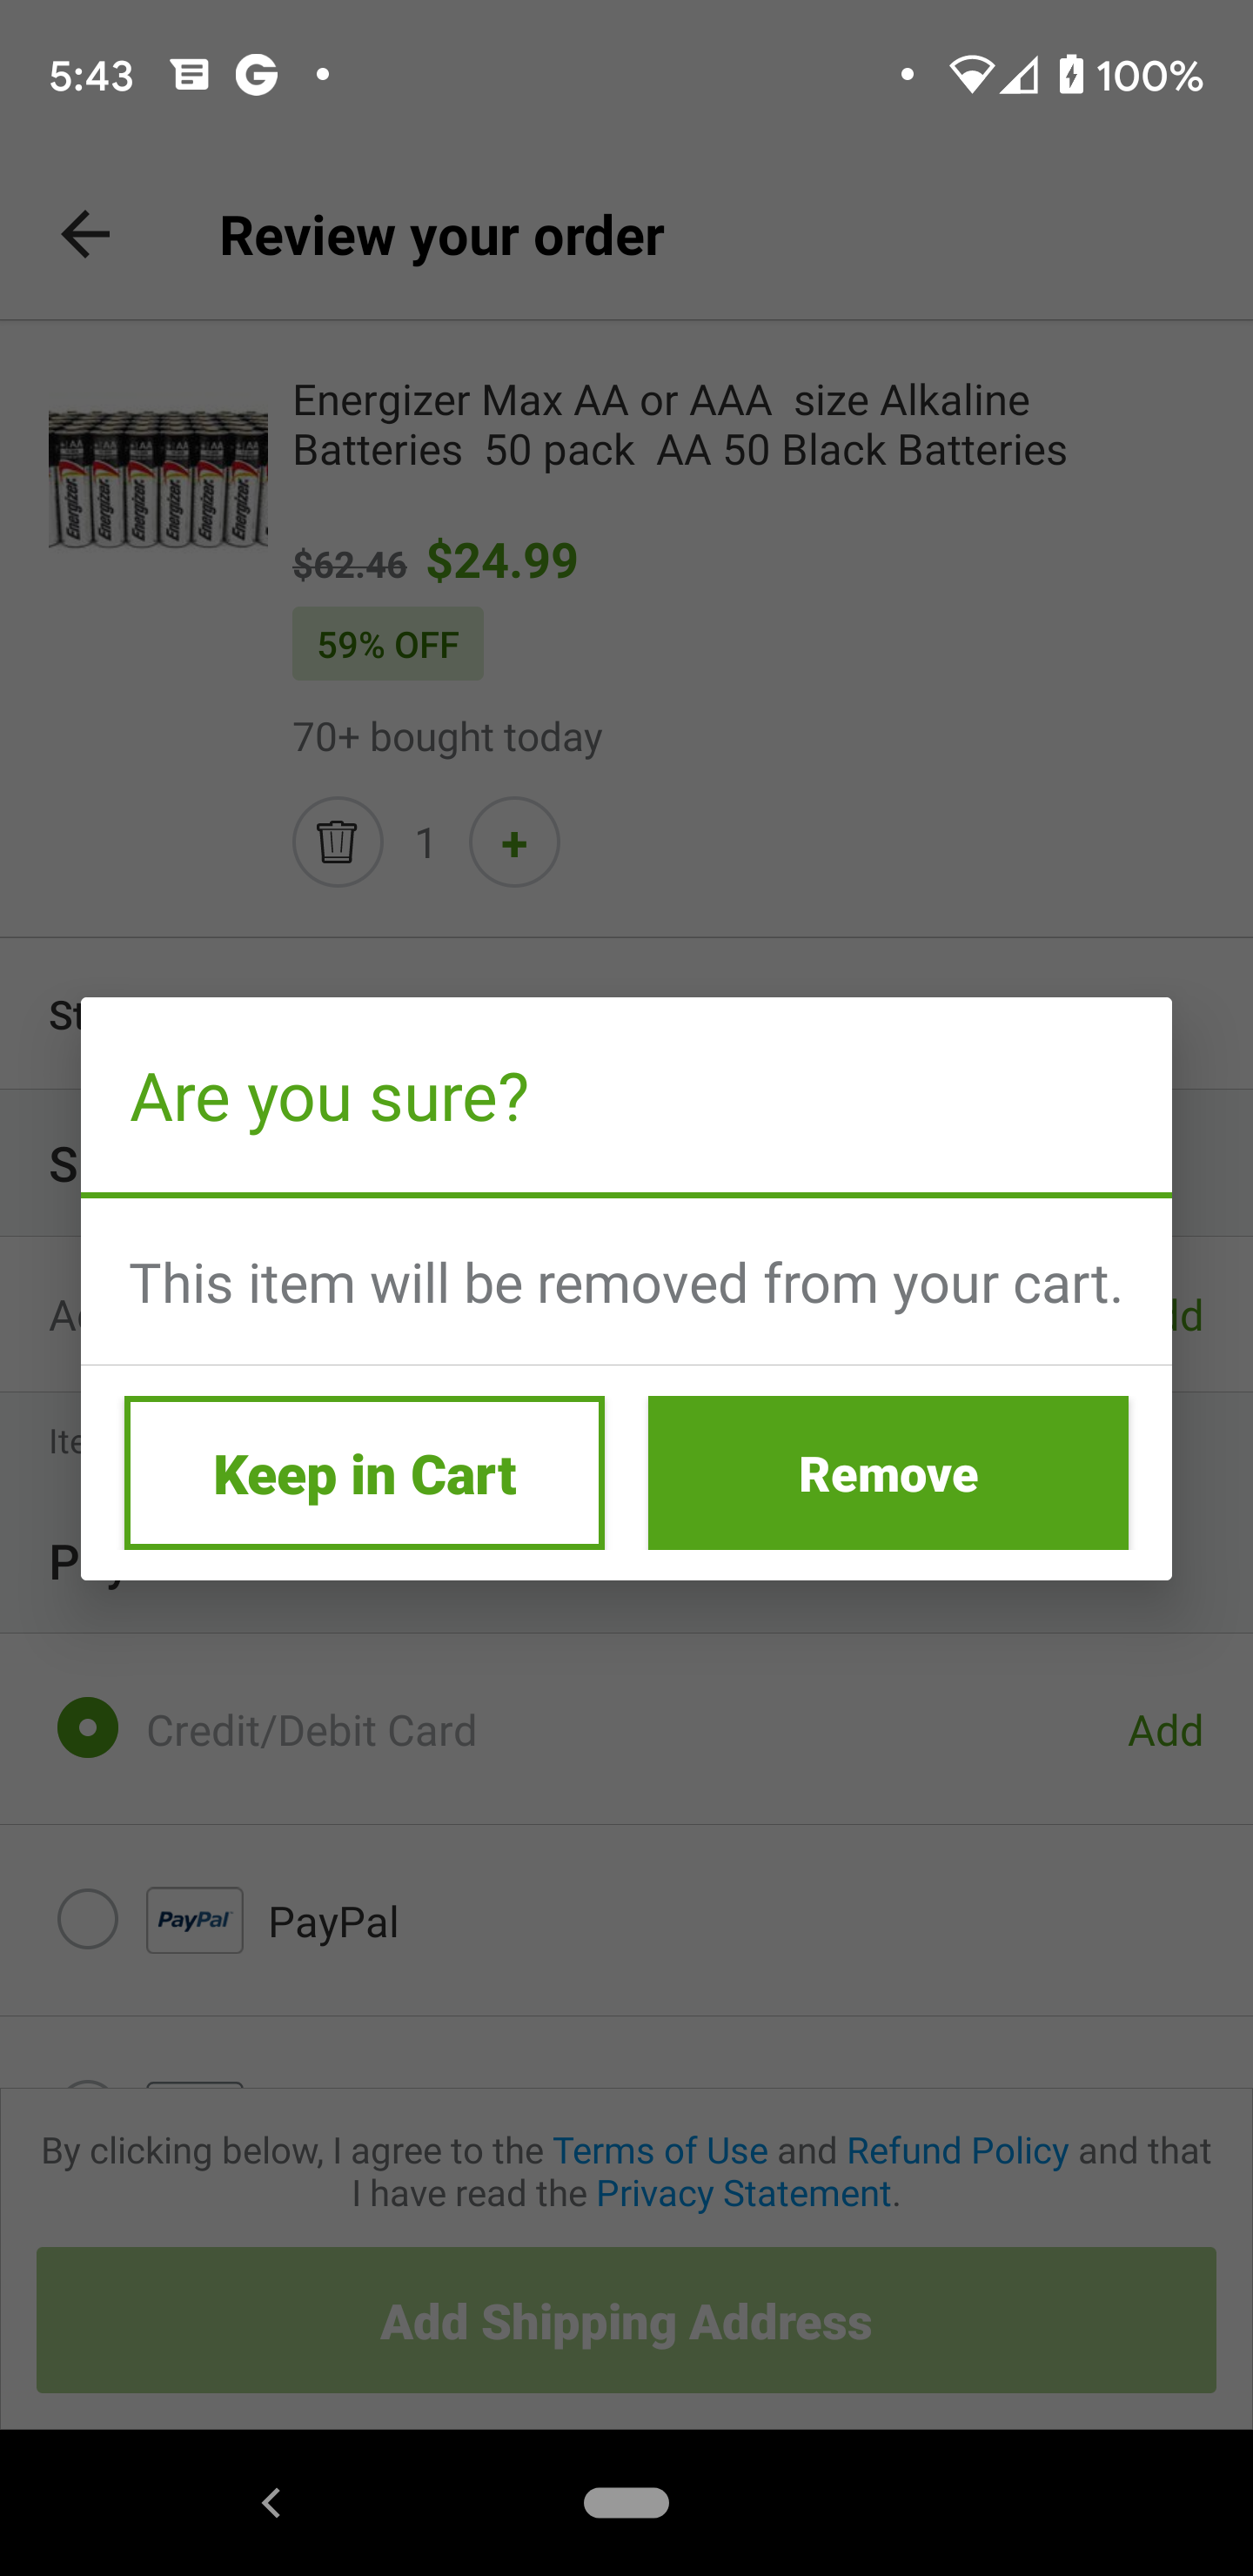 5:43
100%
Review your order
Energizer Max AA or AAA size Alkaline
Batteries 50 pack AA 50 Black Batteries
$62.46 $24.99
59% OFF
70+ bought today
1 +
Are you sure?
This item will be removed from your cart.
Keep in Cart
Remove
Credit/Debit Card
Add
PayPal PayPal
By clicking below, I agree to the Terms of Use and Refund Policy and that
I have read the Privacy Statement.
Add Shipping Address